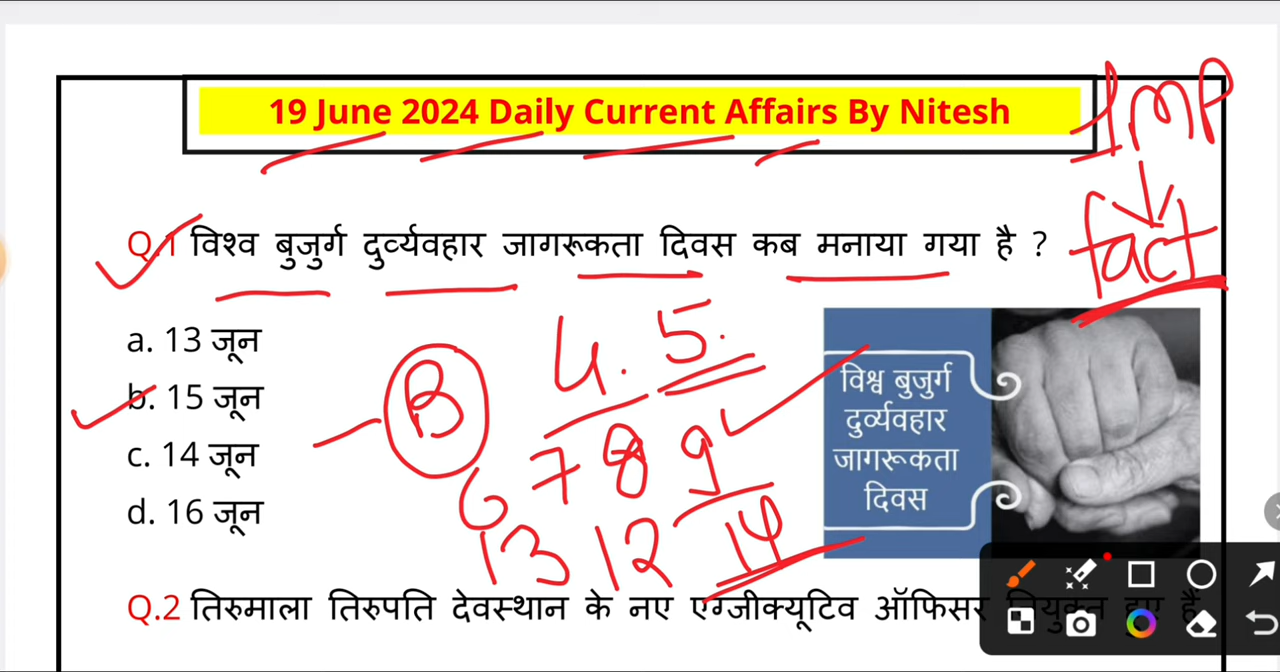 19 June 2024 Daily Current Affairs By Nitesh
IMP
fact
Q.1 विश्व बुजुर्ग दुर्व्यवहार जागरूकता दिवस कब मनाया गया है ?
a. 13 जून
b. 15 जून
c. 14 जून
d. 16 जून
B
4. 5.
6 7 8 9
13 12 14
विश्व बुजुर्ग
दुर्व्यवहार
जागरूकता
दिवस
Q.2 तिरुमाला तिरुपति देवस्थान के नए एग्जीक्यूटिव ऑफिसर नियुक्त हुए हैं